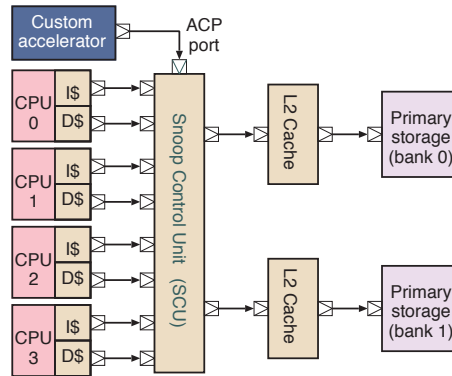 Custom
accelerator
ACP
port
CPU
0
I$
D$
CPU
1
I$
D$
CPU
2
I$
D$
CPU
3
I$
D$
Snoop Control Unit
(SCU)
L2 Cache
Primary
storage
(bank 0)
L2 Cache
Primary
storage
(bank 1)